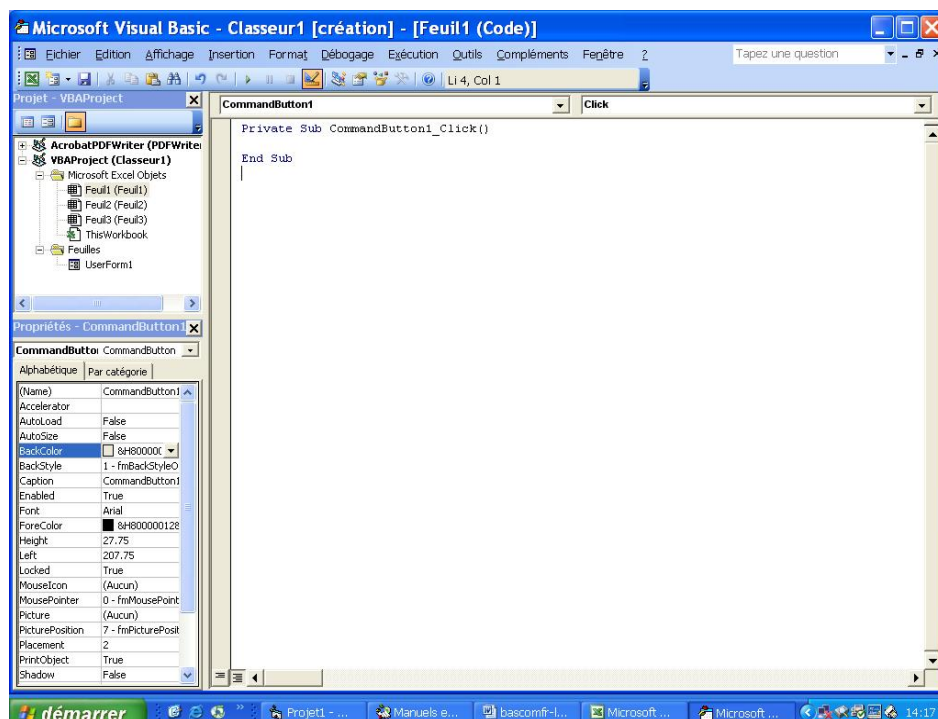 Microsoft Visual Basic - Classeur1 [création] - [Feuil1 (Code)]
Fichier Edition Affichage Insertion Format Débogage Exécution Outils Compléments Fenêtre ? Tapez une question
Li 4, Col 1
Projet - VBAProject
AcrobatPDFWriter (PDFWriter
VBAProject (Classeur1)
Microsoft Excel Objets
Feuil1 (Feuil1)
Feuil2 (Feuil2)
Feuil3 (Feuil3)
ThisWorkbook
Feuilles
UserForm1
Propriétés - CommandButton1
CommandButto CommandButton
Alphabétique Par catégorie
(Name) CommandButton1
Accelerator
AutoLoad False
AutoSize False
BackColor &H800000(
BackStyle 1 - fmBackStyleO
Caption CommandButton1
Enabled True
Font Arial
ForeColor &H80000012&
Height 27.75
Left 207.75
Locked True
MouseIcon (Aucun)
MousePointer 0 - fmMousePoint
Picture (Aucun)
PicturePosition 7 - fmPicturePosit
Placement 2
PrintObject True
Shadow False
CommandButton1 Click
Private Sub CommandButton1_Click()
End Sub
démarrer Projet1 - ... Manuels e... bascomfr-l... Microsoft ... Microsoft ... 14:17